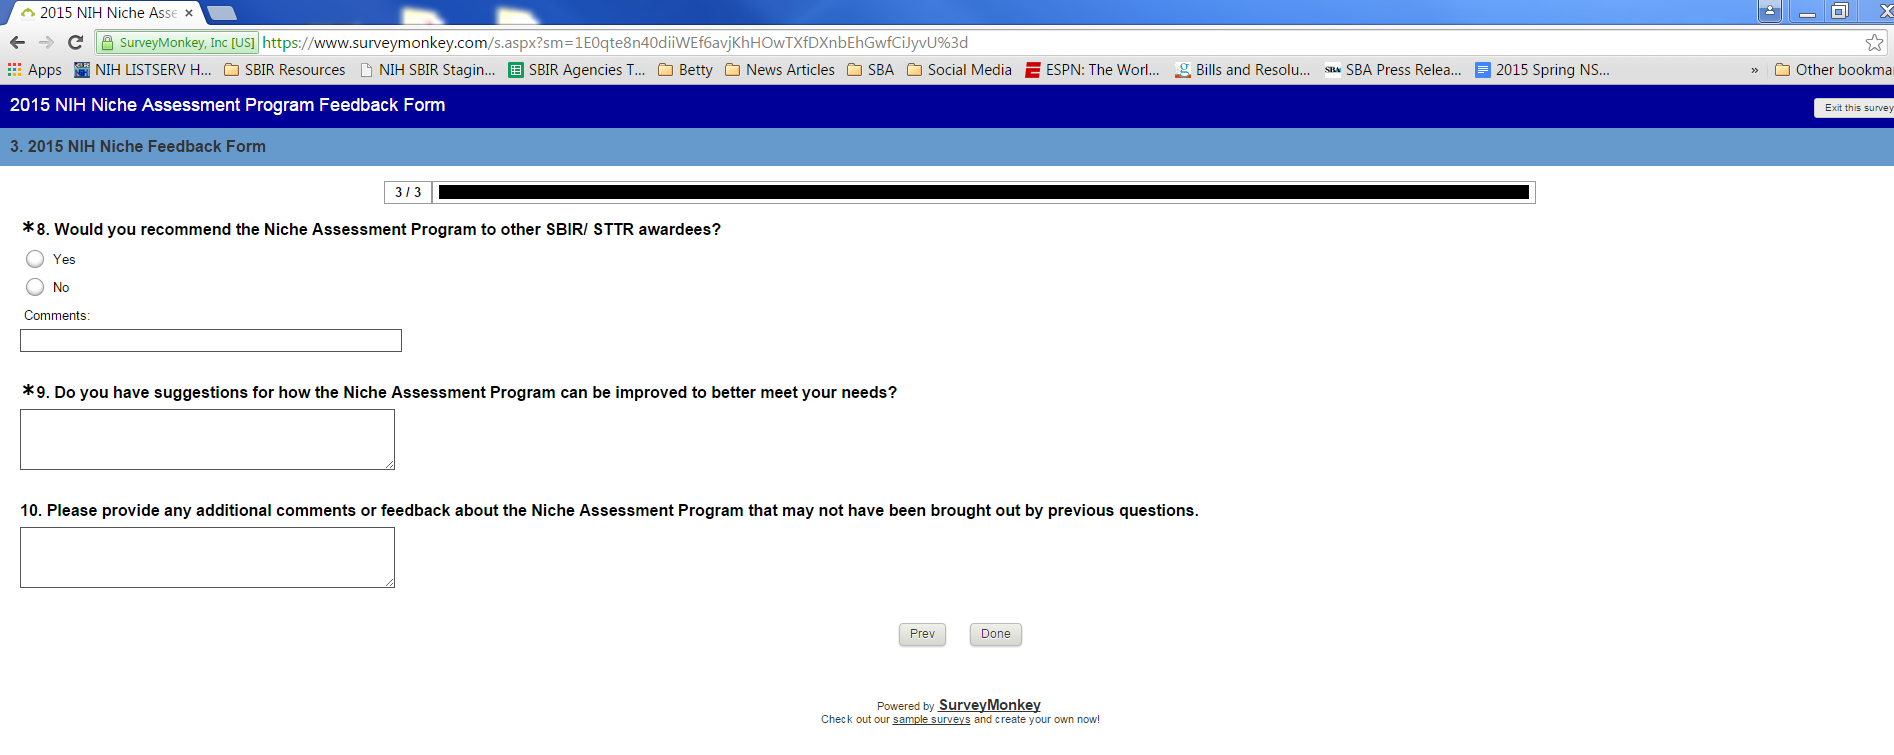 2015 NIH Niche Asse
SurveyMonkey, Inc [US] https://www.surveymonkey.com/s.aspx?sm=1E0qte8n40diiWEf6avjKhHOwTXfDXnbEhGwfCiJyvU%3d
Apps NIH LISTSERV H... SBIR Resources NIH SBIR Stagin... SBIR Agencies T... Betty News Articles SBA Social Media ESPN: The Worl... Bills and Resolu... SBA SBA Press Relea... 2015 Spring NS... » Other bookma
2015 NIH Niche Assessment Program Feedback Form
Exit this survey
3. 2015 NIH Niche Feedback Form
3 / 3
*8. Would you recommend the Niche Assessment Program to other SBIR/ STTR awardees?
Yes
No
Comments:
*9. Do you have suggestions for how the Niche Assessment Program can be improved to better meet your needs?
10. Please provide any additional comments or feedback about the Niche Assessment Program that may not have been brought out by previous questions.
Prev Done
Powered by SurveyMonkey
Check out our sample surveys and create your own now!